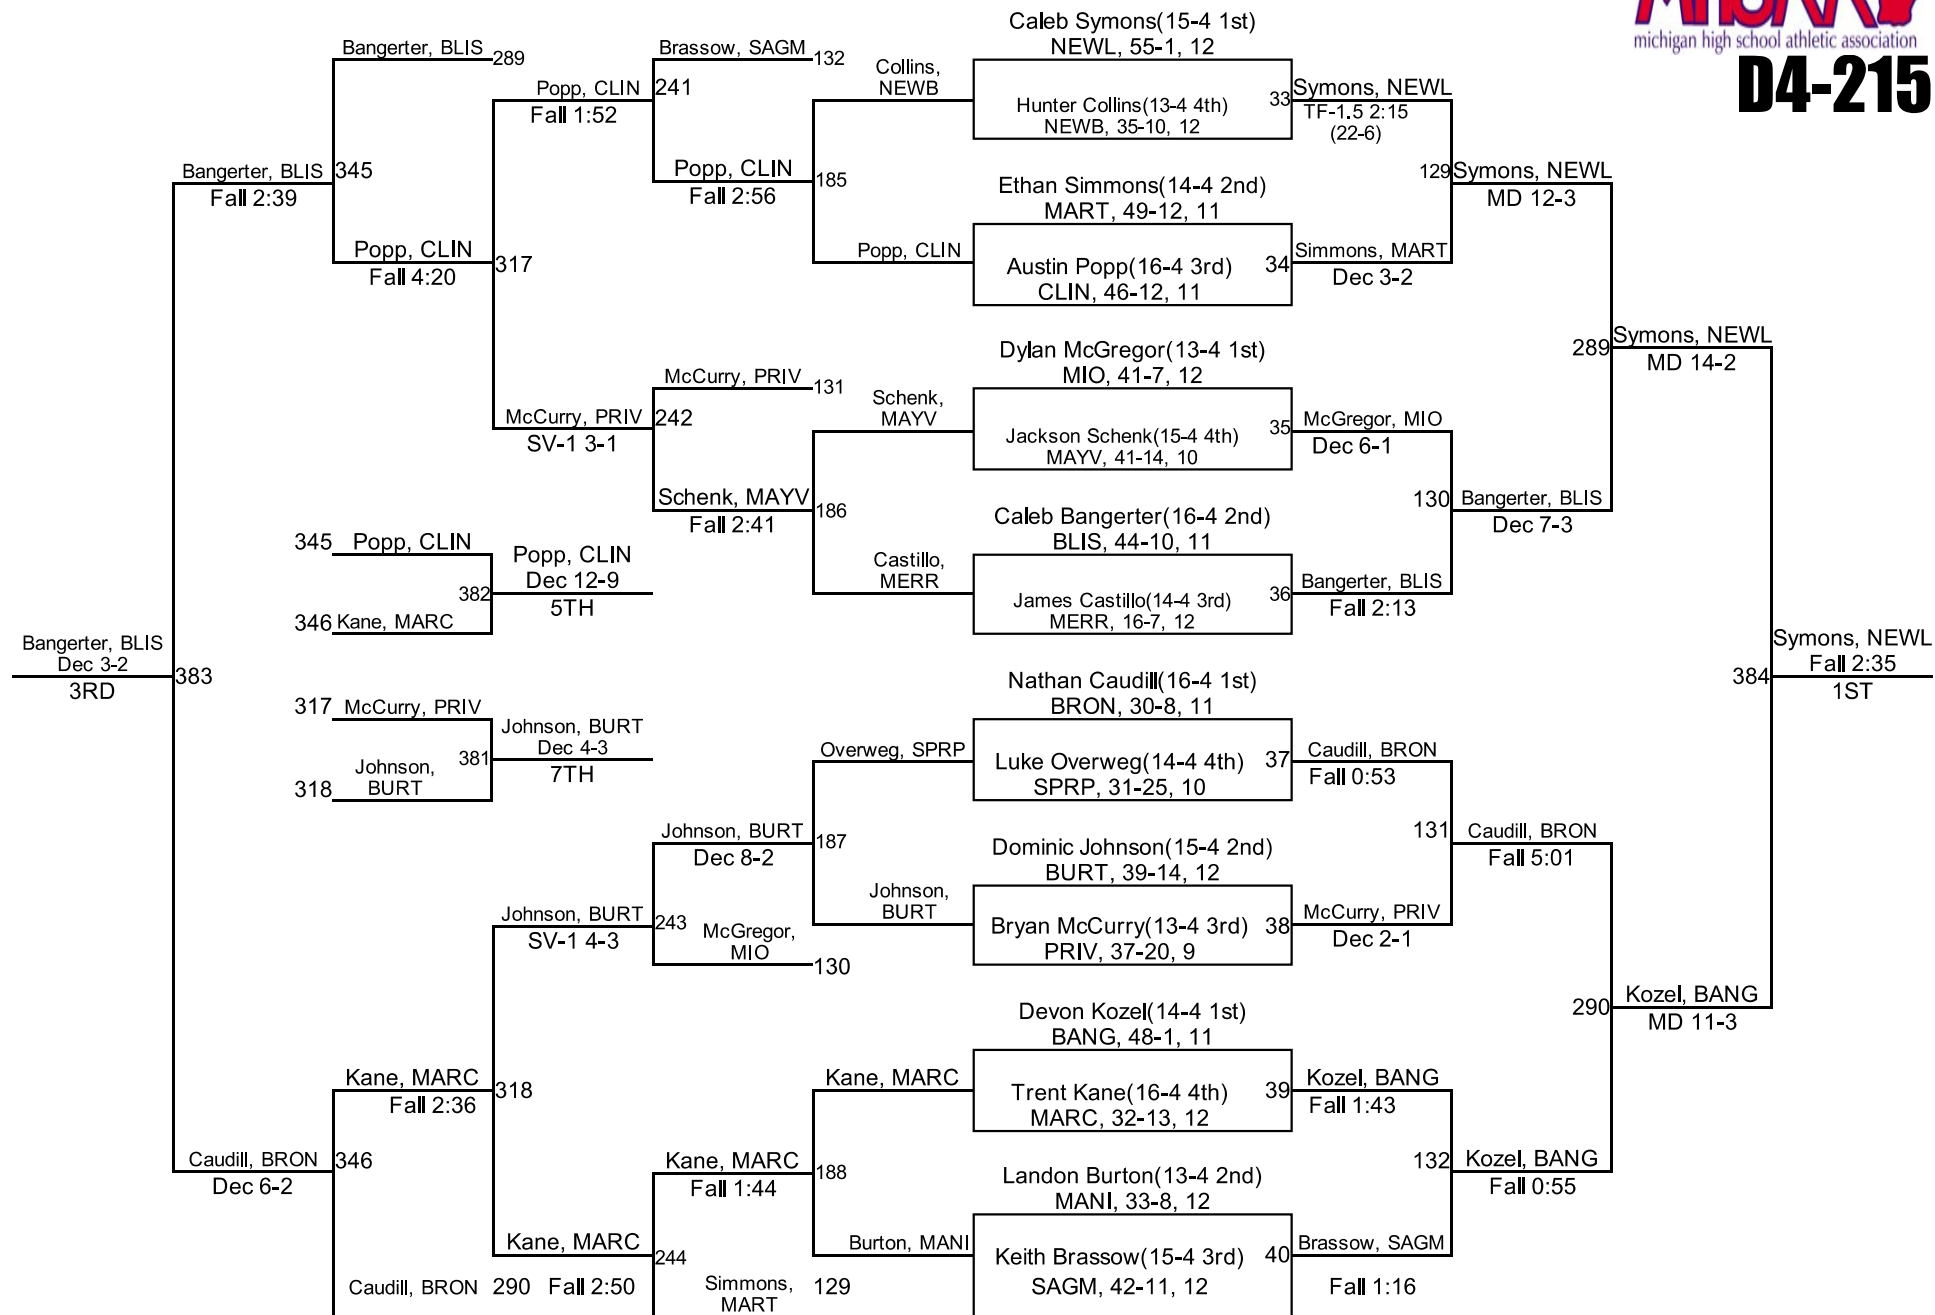 MHSAA
michigan high school athletic association
D4-215
Bangerter, BLIS
289
Bangerter, BLIS
Fall 2:39
345
Popp, CLIN
Fall 4:20
317
Popp, CLIN
Fall 1:52
241
Brassow, SAGM
132
Popp, CLIN
Fall 2:56
185
Collins,
NEWB
Popp, CLIN
McCurry, PRIV
SV-1 3-1
242
McCurry, PRIV
131
Schenk, MAYV
Fall 2:41
186
Schenk,
MAYV
Castillo,
MERR
345
Popp, CLIN
346
Kane, MARC
382
Popp, CLIN
Dec 12-9
5TH
Bangerter, BLIS
Dec 3-2
3RD
383
317
McCurry, PRIV
318
Johnson,
BURT
381
Johnson, BURT
Dec 4-3
7TH
Overweg, SPRP
Johnson, BURT
Dec 8-2
187
Johnson,
BURT
Johnson, BURT
SV-1 4-3
243
McGregor,
MIO
130
Kane, MARC
Fall 2:36
318
Kane, MARC
Caudill, BRON
Dec 6-2
346
Kane, MARC
Fall 1:44
188
Burton, MANI
Kane, MARC
Fall 2:50
244
Caudill, BRON
290
Simmons,
MART
129
Caleb Symons(15-4 1st)
NEWL, 55-1, 12
Hunter Collins(13-4 4th)
NEWB, 35-10, 12
33
Ethan Simmons(14-4 2nd)
MART, 49-12, 11
Austin Popp(16-4 3rd)
CLIN, 46-12, 11
34
Dylan McGregor(13-4 1st)
MIO, 41-7, 12
Jackson Schenk(15-4 4th)
MAYV, 41-14, 10
35
Caleb Bangerter(16-4 2nd)
BLIS, 44-10, 11
James Castillo(14-4 3rd)
MERR, 16-7, 12
36
Nathan Caudill(16-4 1st)
BRON, 30-8, 11
Luke Overweg(14-4 4th)
SPRP, 31-25, 10
37
Dominic Johnson(15-4 2nd)
BURT, 39-14, 12
Bryan McCurry(13-4 3rd)
PRIV, 37-20, 9
38
Devon Kozel(14-4 1st)
BANG, 48-1, 11
Trent Kane(16-4 4th)
MARC, 32-13, 12
39
Landon Burton(13-4 2nd)
MANI, 33-8, 12
Keith Brassow(15-4 3rd)
SAGM, 42-11, 12
40
Symons, NEWL
TF-1.5 2:15
(22-6)
Simmons, MART
Dec 3-2
129
Symons, NEWL
MD 12-3
McGregor, MIO
Dec 6-1
Bangerter, BLIS
Fall 2:13
130
Bangerter, BLIS
Dec 7-3
289
Symons, NEWL
MD 14-2
Caudill, BRON
Fall 0:53
McCurry, PRIV
Dec 2-1
131
Caudill, BRON
Fall 5:01
Kozel, BANG
Fall 1:43
Brassow, SAGM
Fall 1:16
132
Kozel, BANG
Fall 0:55
290
Kozel, BANG
MD 11-3
384
Symons, NEWL
Fall 2:35
1ST